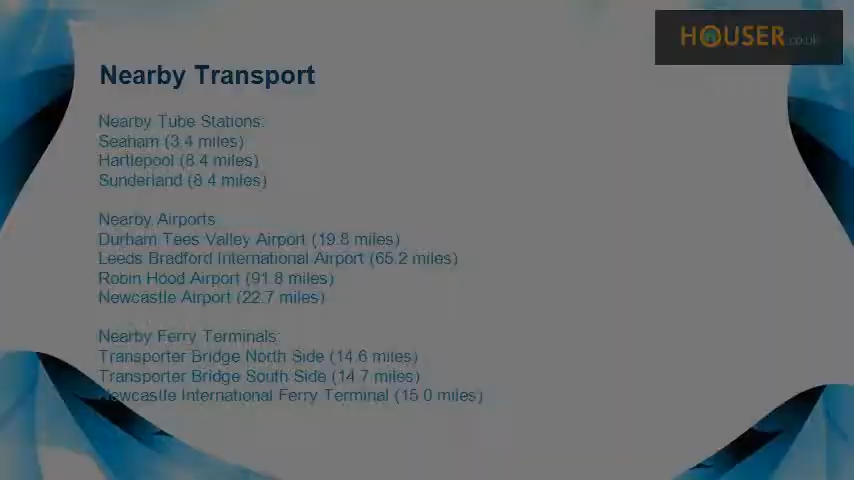 HOUSER.co.uk
Nearby Transport
Nearby Tube Stations:
Seaham (3.4 miles)
Hartlepool (8.4 miles)
Sunderland (8.4 miles)
Nearby Airports
Durham Tees Valley Airport (19.8 miles)
Leeds Bradford International Airport (65.2 miles)
Robin Hood Airport (91.8 miles)
Newcastle Airport (22.7 miles)
Nearby Ferry Terminals:
Transporter Bridge North Side (14.6 miles)
Transporter Bridge South Side (14.7 miles)
Newcastle International Ferry Terminal (15.0 miles)